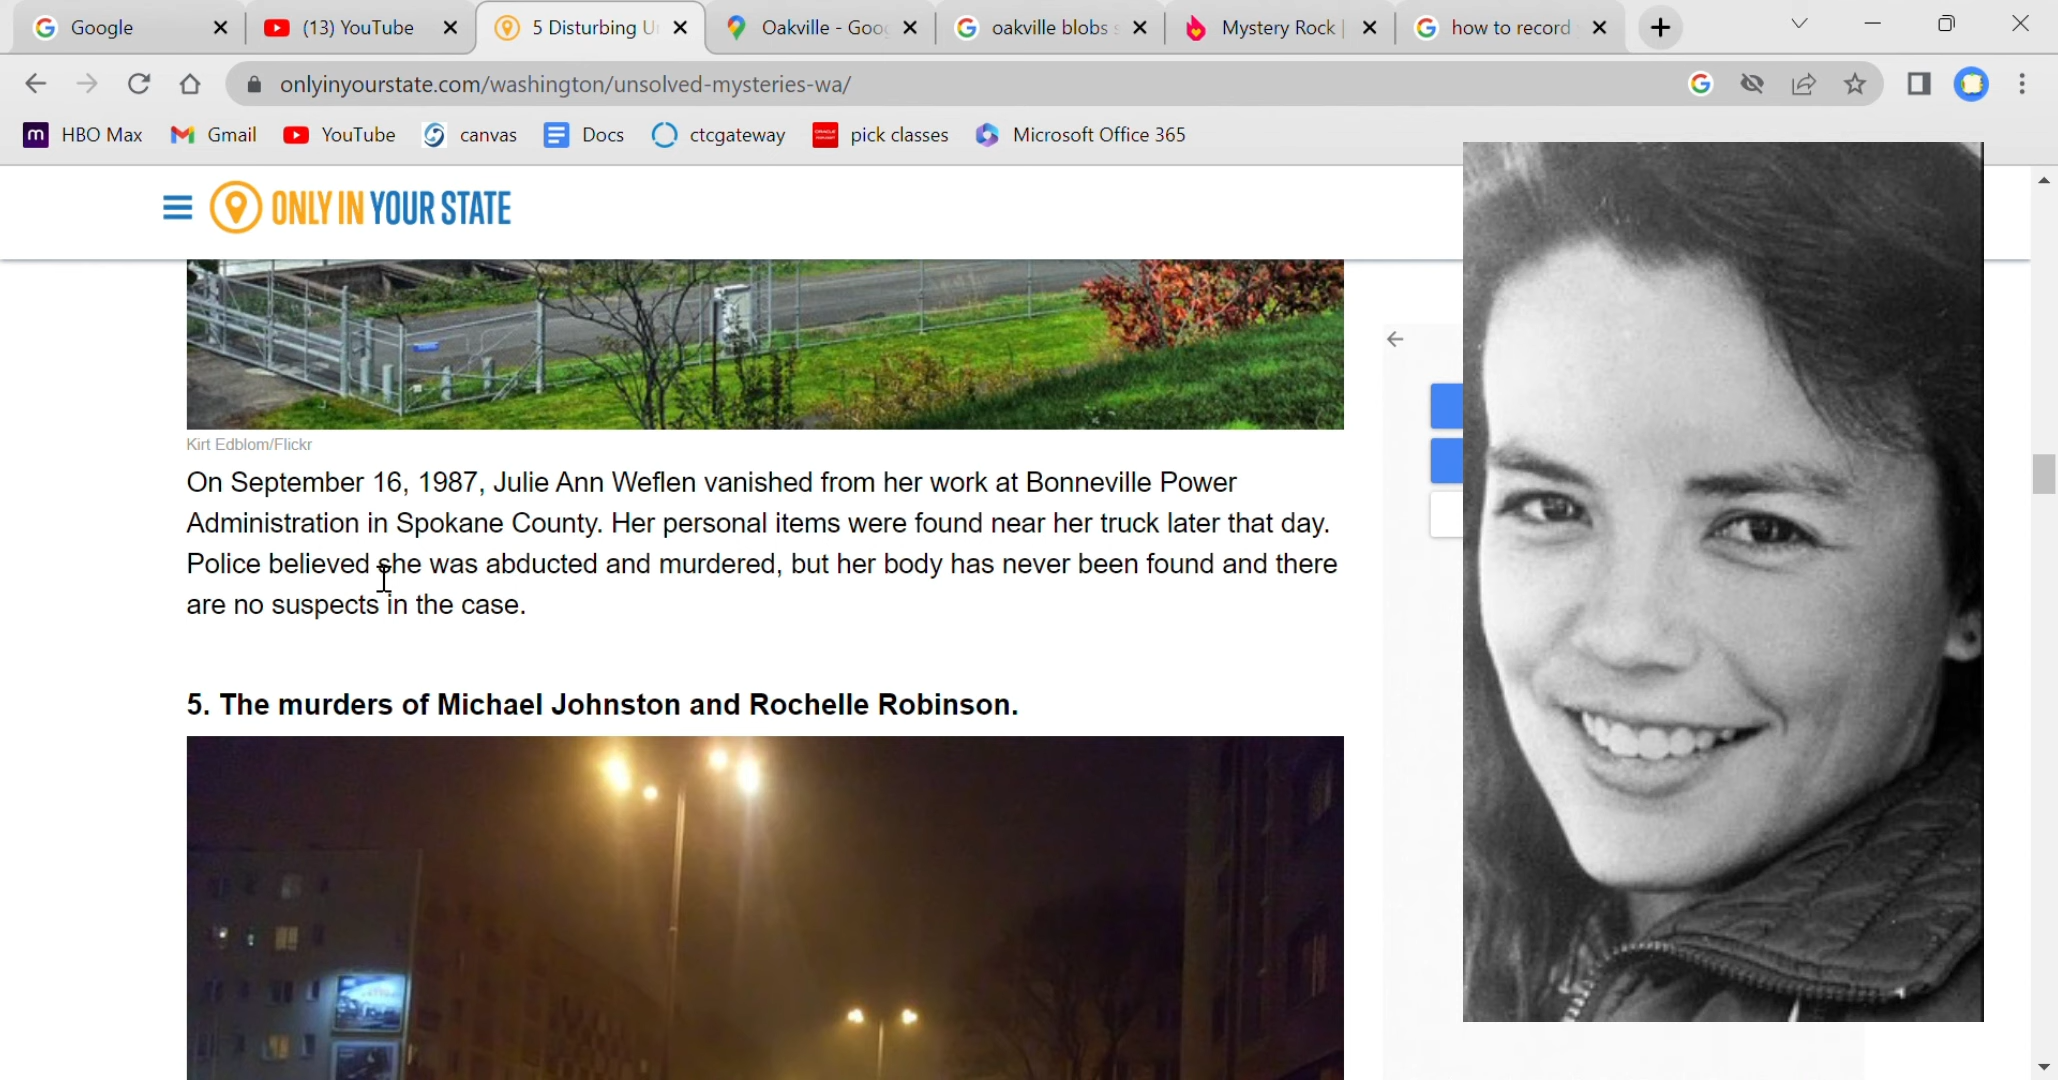 Google
(13) YouTube
5 Disturbing U
Oakville - Goo
oakville blobs s
Mystery Rock |
how to record
onlyinyourstate.com/washington/unsolved-mysteries-wa/
HBO Max
Gmail
YouTube
canvas
Docs
ctcgateway
pick classes
Microsoft Office 365
ONLY IN YOUR STATE
Kirt Edblom/Flickr
On September 16, 1987, Julie Ann Weflen vanished from her work at Bonneville Power
Administration in Spokane County. Her personal items were found near her truck later that day.
Police believed she was abducted and murdered, but her body has never been found and there
are no suspects in the case.
5. The murders of Michael Johnston and Rochelle Robinson.